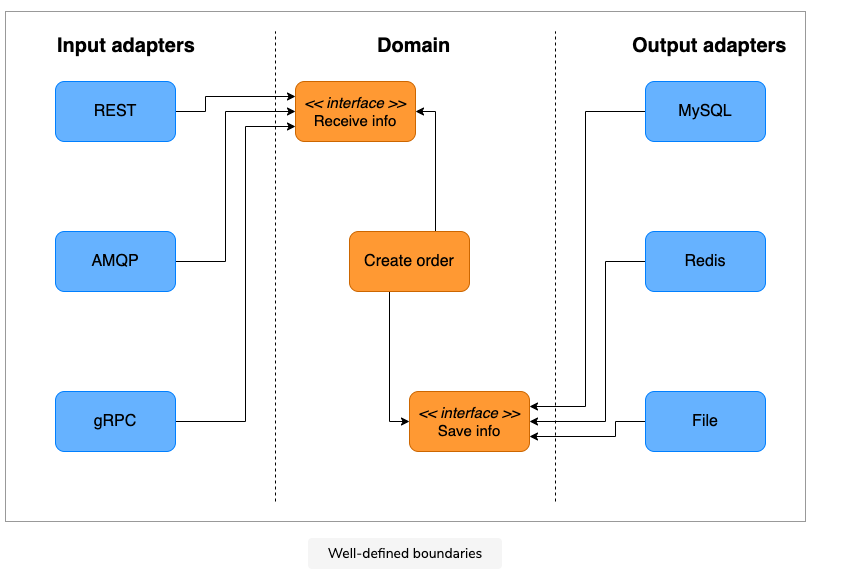 Input adapters
Domain
Output adapters
REST
<< interface >>
Receive info
MySQL
AMQP
Create order
Redis
gRPC
<< interface >>
Save info
File
Well-defined boundaries